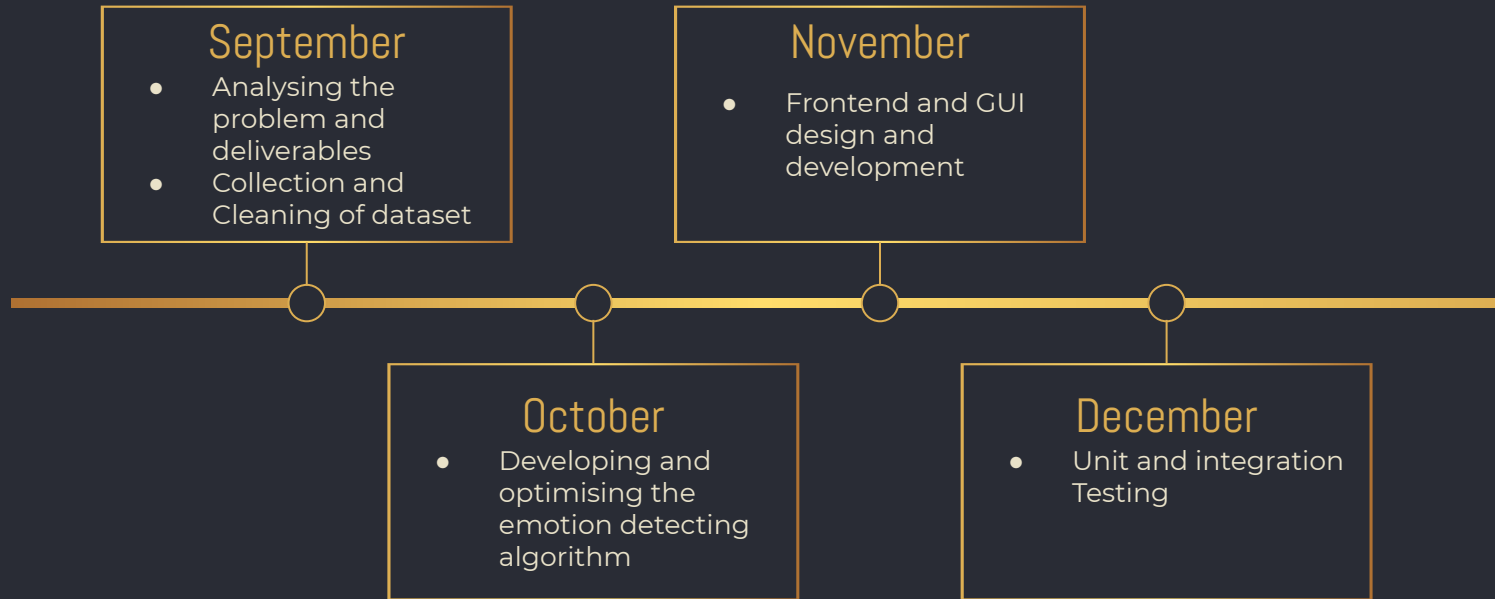 September
● Analysing the
problem and
deliverables
● Collection and
Cleaning of dataset
October
● Developing and
optimising the
emotion detecting
algorithm
November
● Frontend and GUI
design and
development
December
● Unit and integration
Testing